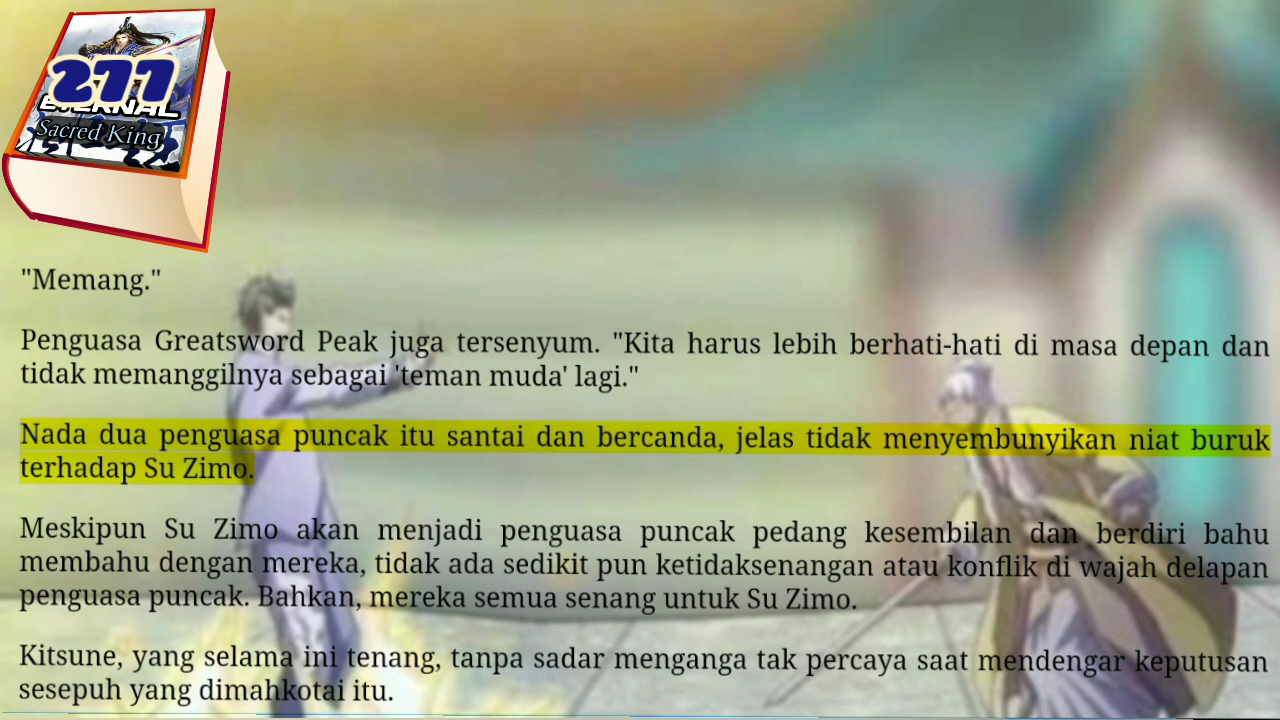 277
ETERNAL
Sacred King
"Memang."
Penguasa Greatsword Peak juga tersenyum. "Kita harus lebih berhati-hati di masa depan dan
tidak memanggilnya sebagai 'teman muda' lagi."
Nada dua penguasa puncak itu santai dan bercanda, jelas tidak menyembunyikan niat buruk
terhadap Su Zimo.
Meskipun Su Zimo akan menjadi penguasa puncak pedang kesembilan dan berdiri bahu
membahu dengan mereka, tidak ada sedikit pun ketidaksenangan atau konflik di wajah delapan
penguasa puncak. Bahkan, mereka semua senang untuk Su Zimo.
Kitsune, yang selama ini tenang, tanpa sadar menganga tak percaya saat mendengar keputusan
sesepuh yang dimahkotai itu.